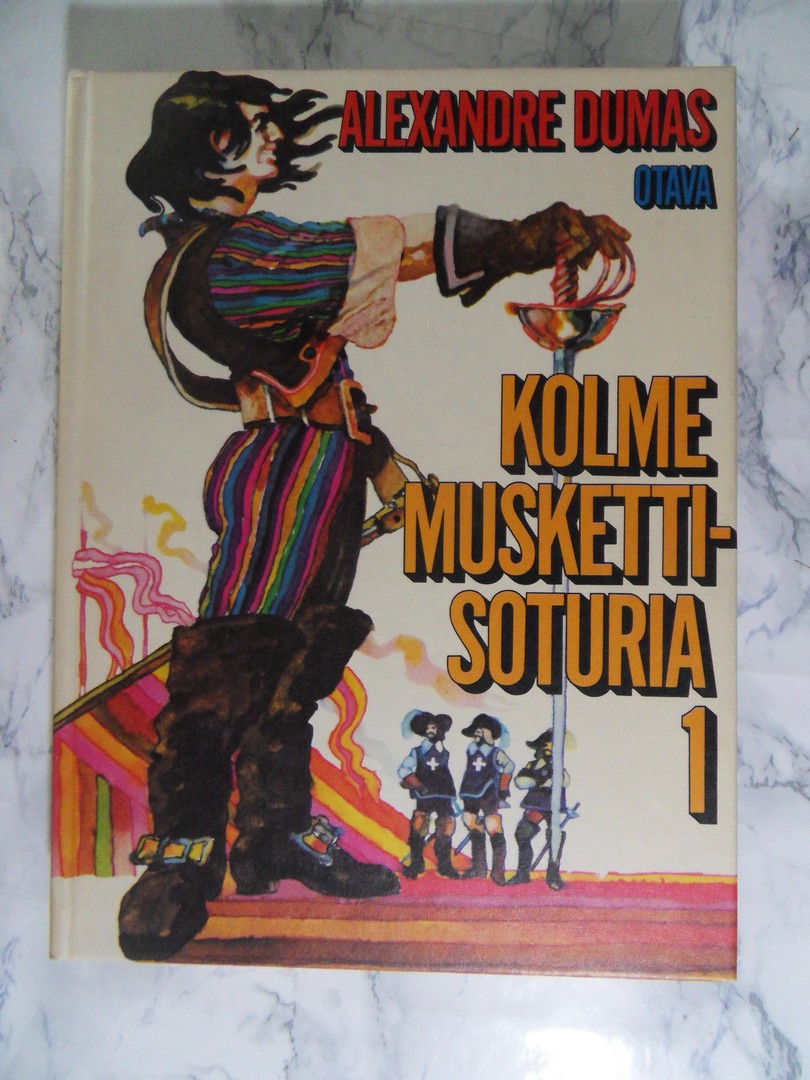 ALEXANDRE DUMAS
OTAVA
KOLME
MUSKETTI-
SOTURIA
1